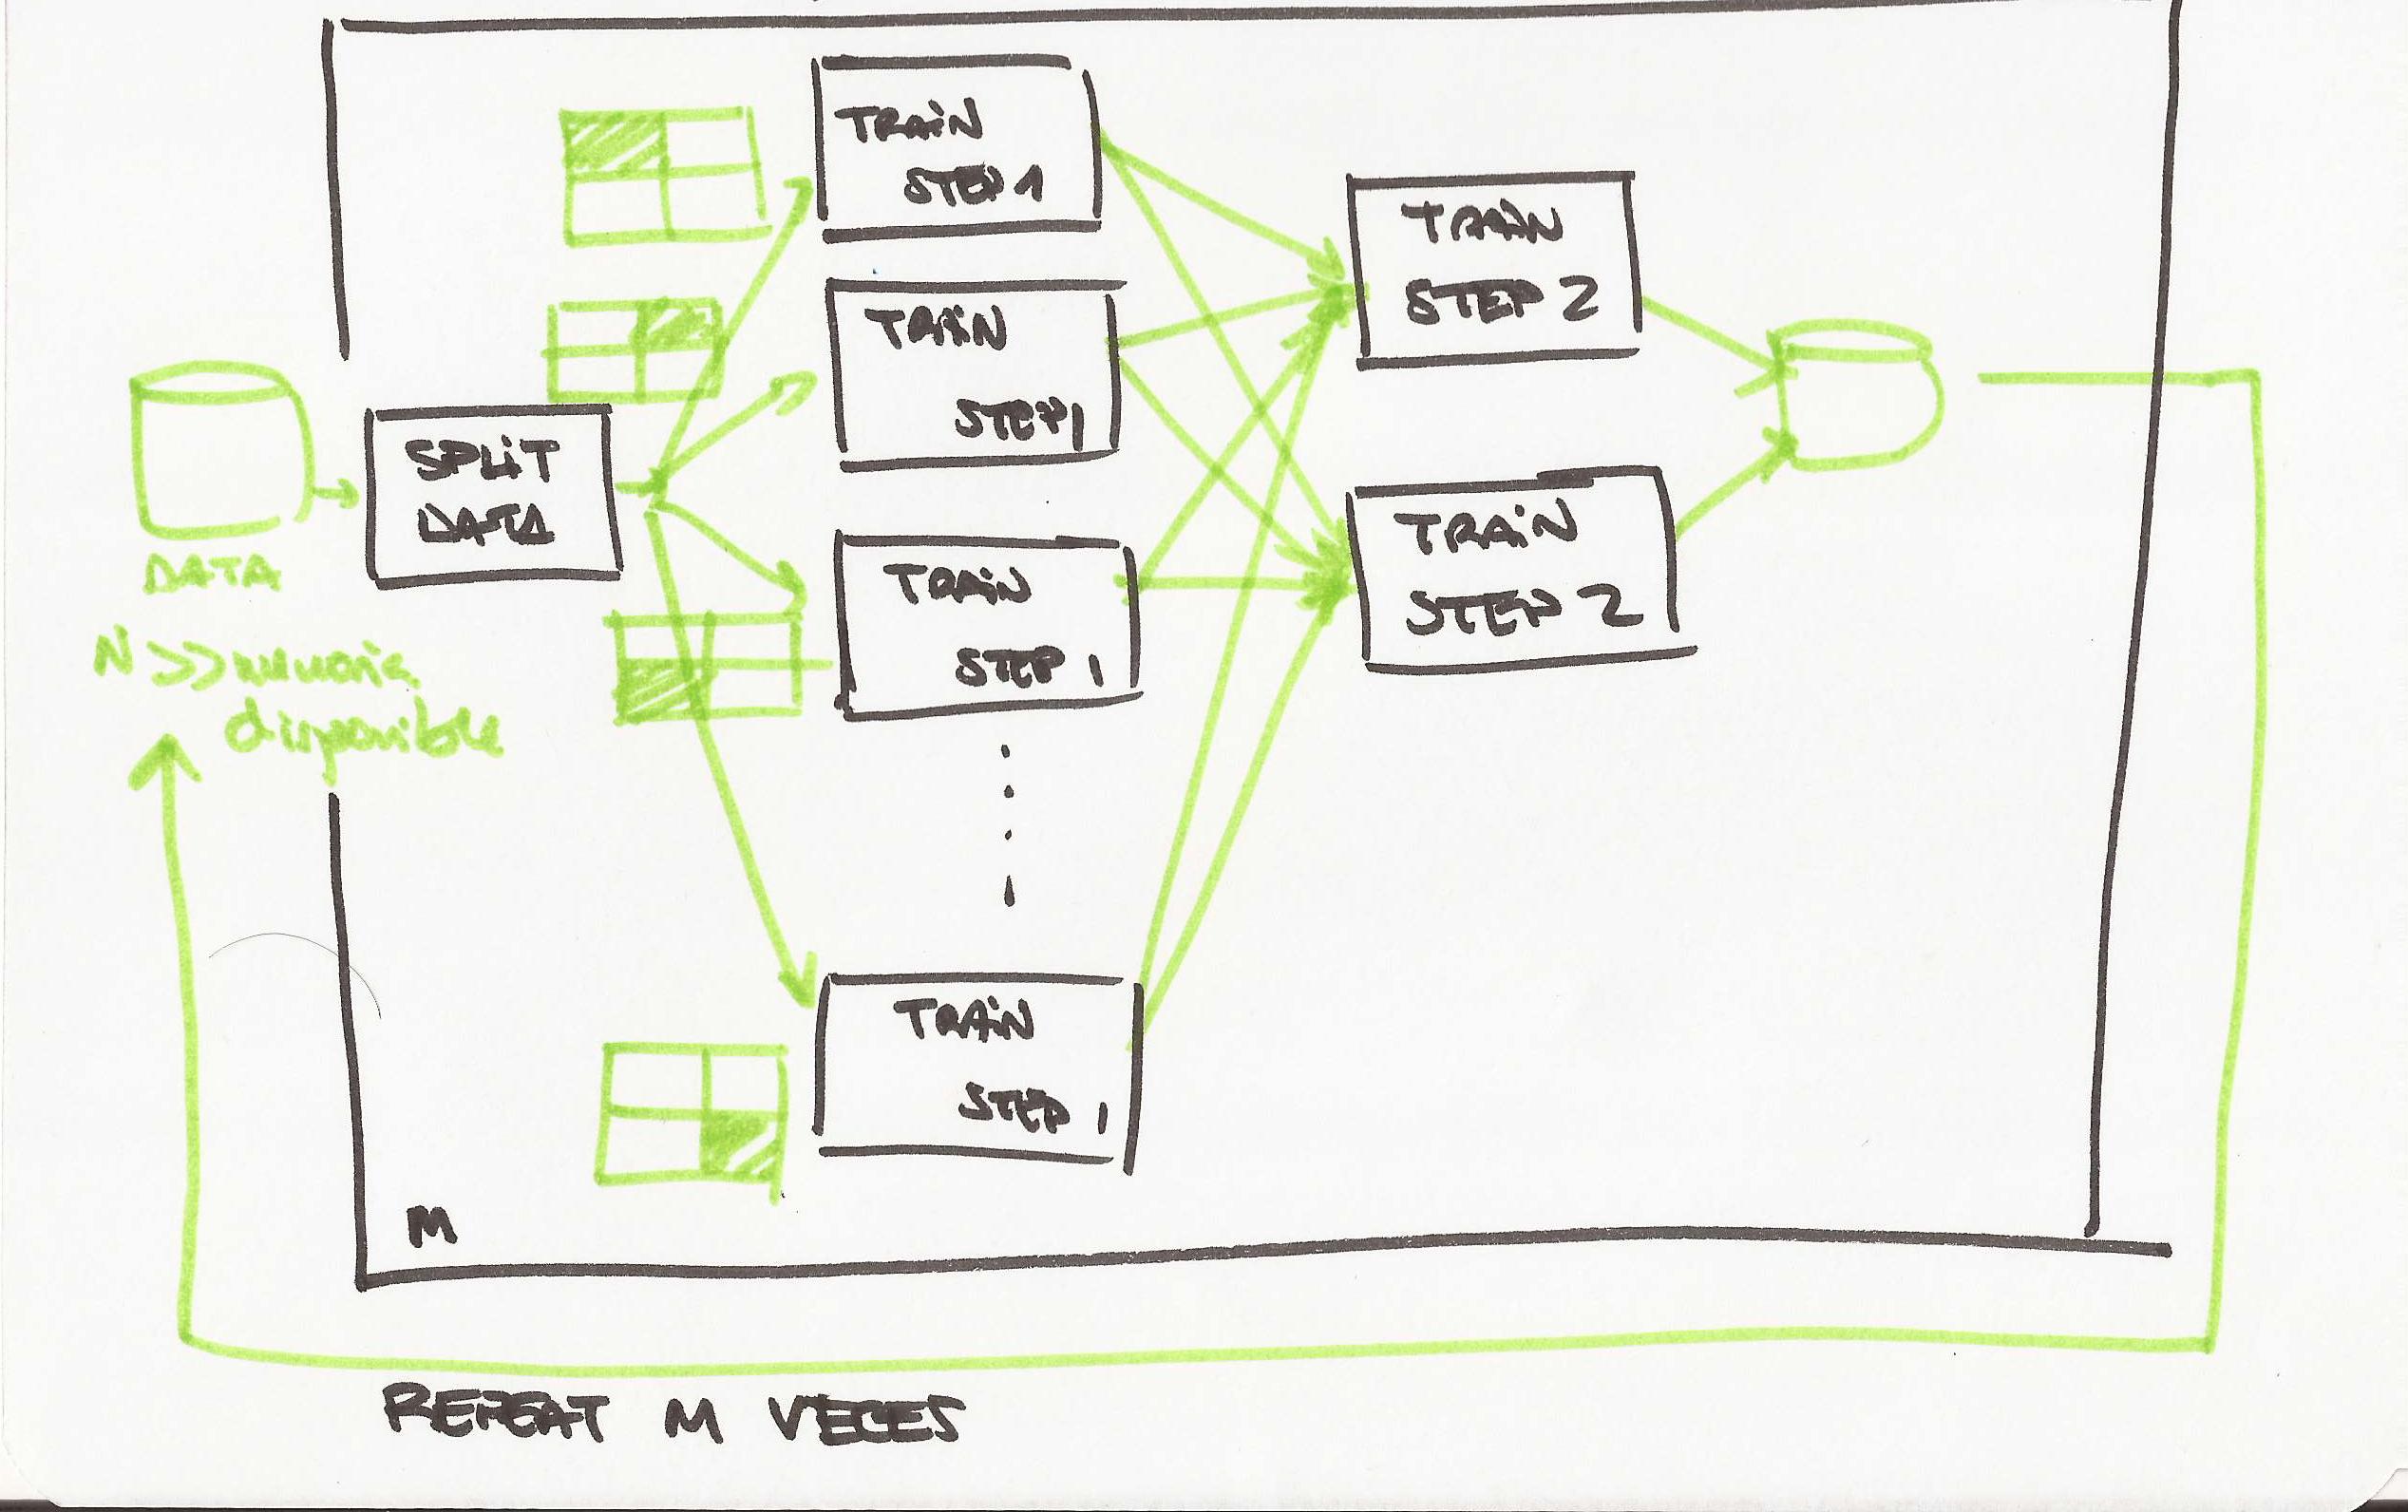 TRAIN
STEP 1
TRAIN
STEP 2
TRAIN
STEP 1
SPLIT
DATA
TRAIN
STEP 2
DATA
TRAIN
STEP 1
N >> memoria
disponible
TRAIN
STEP 1
M
REPEAT M VECES